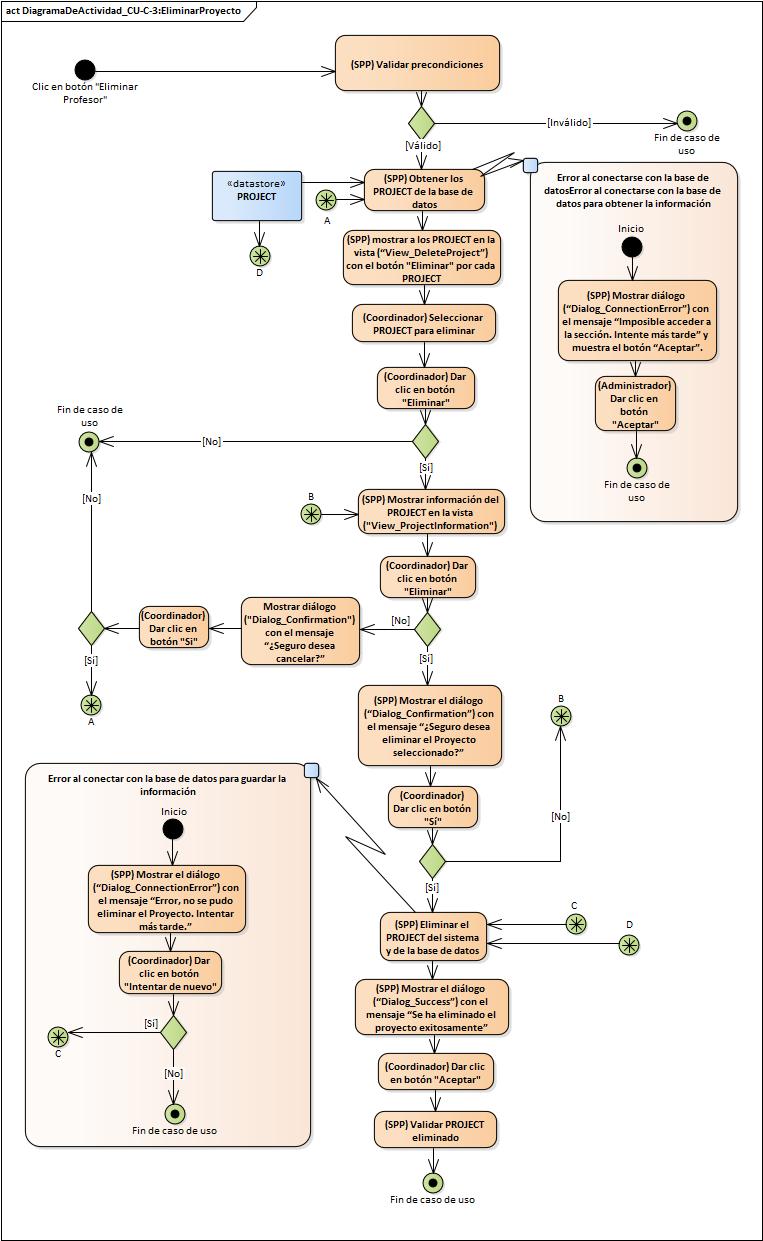 act DiagramaDeActividad_CU-C-3:EliminarProyecto
Clic en botón "Eliminar
Profesor"
(SPP) Validar precondiciones
[Inválido]
Fin de caso de
uso
[Válido]
«datastore»
PROJECT
A
D
(SPP) Obtener los
PROJECT de la base de
datos
Error al conectarse con la base de
datosError al conectarse con la base de
datos para obtener la información
Inicio
(SPP) Mostrar diálogo
(“Dialog_ConnectionError”) con
el mensaje “Imposible acceder a
la sección. Intente más tarde” y
muestra el botón “Aceptar”.
(Administrador)
Dar clic en
botón
"Aceptar"
Fin de caso de
uso
(SPP) mostrar a los PROJECT en la
vista (“View_DeleteProject”)
con el botón "Eliminar" por cada
PROJECT
(Coordinador) Seleccionar
PROJECT para eliminar
(Coordinador) Dar
clic en botón
"Eliminar"
Fin de caso de
uso
[No]
[Sí]
[No]
B
(SPP) Mostrar información del
PROJECT en la vista
("View_ProjectInformation")
(Coordinador) Dar
clic en botón
"Eliminar"
[No]
Mostrar diálogo
("Dialog_Confirmation")
con el mensaje
“¿Seguro desea
cancelar?”
(Coordinador)
Dar clic en
botón "Si"
[Sí]
A
[Sí]
(SPP) Mostrar el diálogo
(“Dialog_Confirmation”) con
el mensaje “¿Seguro desea
eliminar el Proyecto
seleccionado?”
B
[No]
(Coordinador)
Dar clic en botón
"Sí"
[Si]
Error al conectar con la base de datos para guardar la
información
Inicio
(SPP) Mostrar el diálogo
(“Dialog_ConnectionError”) con
el mensaje “Error, no se pudo
eliminar el Proyecto. Intentar
más tarde.”
(Coordinador) Dar
clic en botón
"Intentar de nuevo"
[Sí]
C
[No]
Fin de caso de uso
(SPP) Eliminar el
PROJECT del sistema
y de la base de datos
C
D
(SPP) Mostrar el diálogo
(“Dialog_Success”) con el
mensaje “Se ha eliminado el
proyecto exitosamente”
(Coordinador) Dar clic
en botón "Aceptar"
(SPP) Validar PROJECT
eliminado
Fin de caso de uso